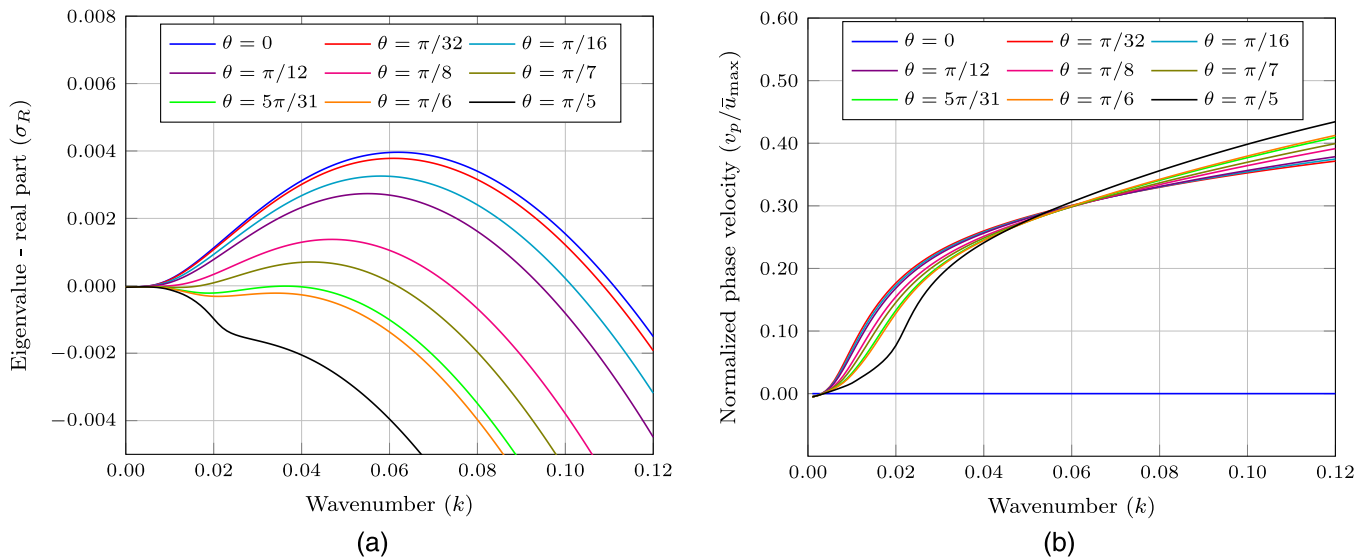 0.008
0.006
0.004
0.002
0.000
−0.002
−0.004
Eigenvalue - real part (σ_R)
θ = 0 θ = π/32 θ = π/16
θ = π/12 θ = π/8 θ = π/7
θ = 5π/31 θ = π/6 θ = π/5
0.00 0.02 0.04 0.06 0.08 0.10 0.12
Wavenumber (k)
(a)
0.60
0.50
0.40
0.30
0.20
0.10
0.00
Normalized phase velocity (v_p/ū_max)
θ = 0 θ = π/32 θ = π/16
θ = π/12 θ = π/8 θ = π/7
θ = 5π/31 θ = π/6 θ = π/5
0.00 0.02 0.04 0.06 0.08 0.10 0.12
Wavenumber (k)
(b)